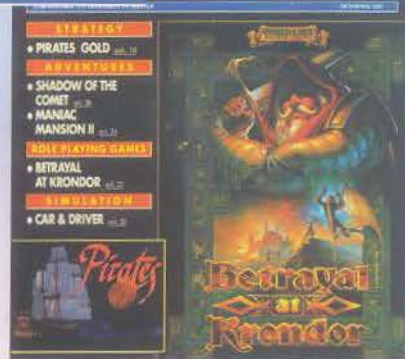 STRATEGY
• PIRATES GOLD
ADVENTURES
• SHADOW OF THE
COMET
• MANIAC
MANSION II
ROLE PLAYING GAMES
• BETRAYAL
AT KRONDOR
SIMULATION
• CAR & DRIVER
Pirates
Betrayal
at
Krondor